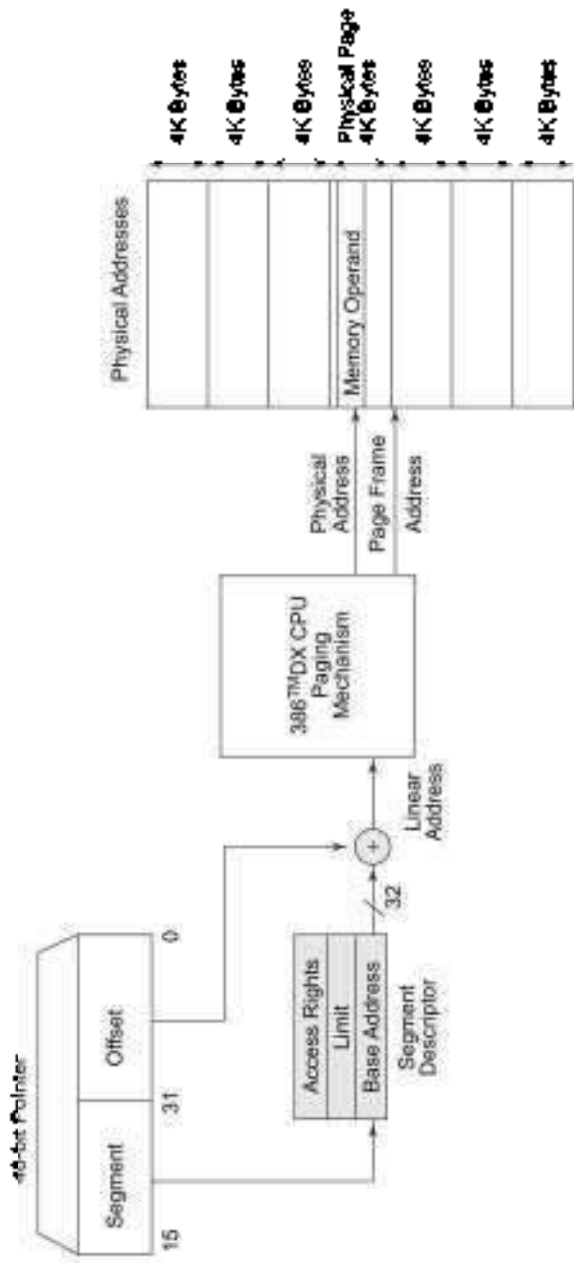 48-bit Pointer
Segment
Offset
15
31
0
Access Rights
Limit
Base Address
Segment
Descriptor
32
+
Linear
Address
386™DX CPU
Paging
Mechanism
Physical
Address
Page Frame
Address
Physical Addresses
Memory Operand
4K Bytes
4K Bytes
4K Bytes
Physical Page
4K Bytes
4K Bytes
4K Bytes
4K Bytes